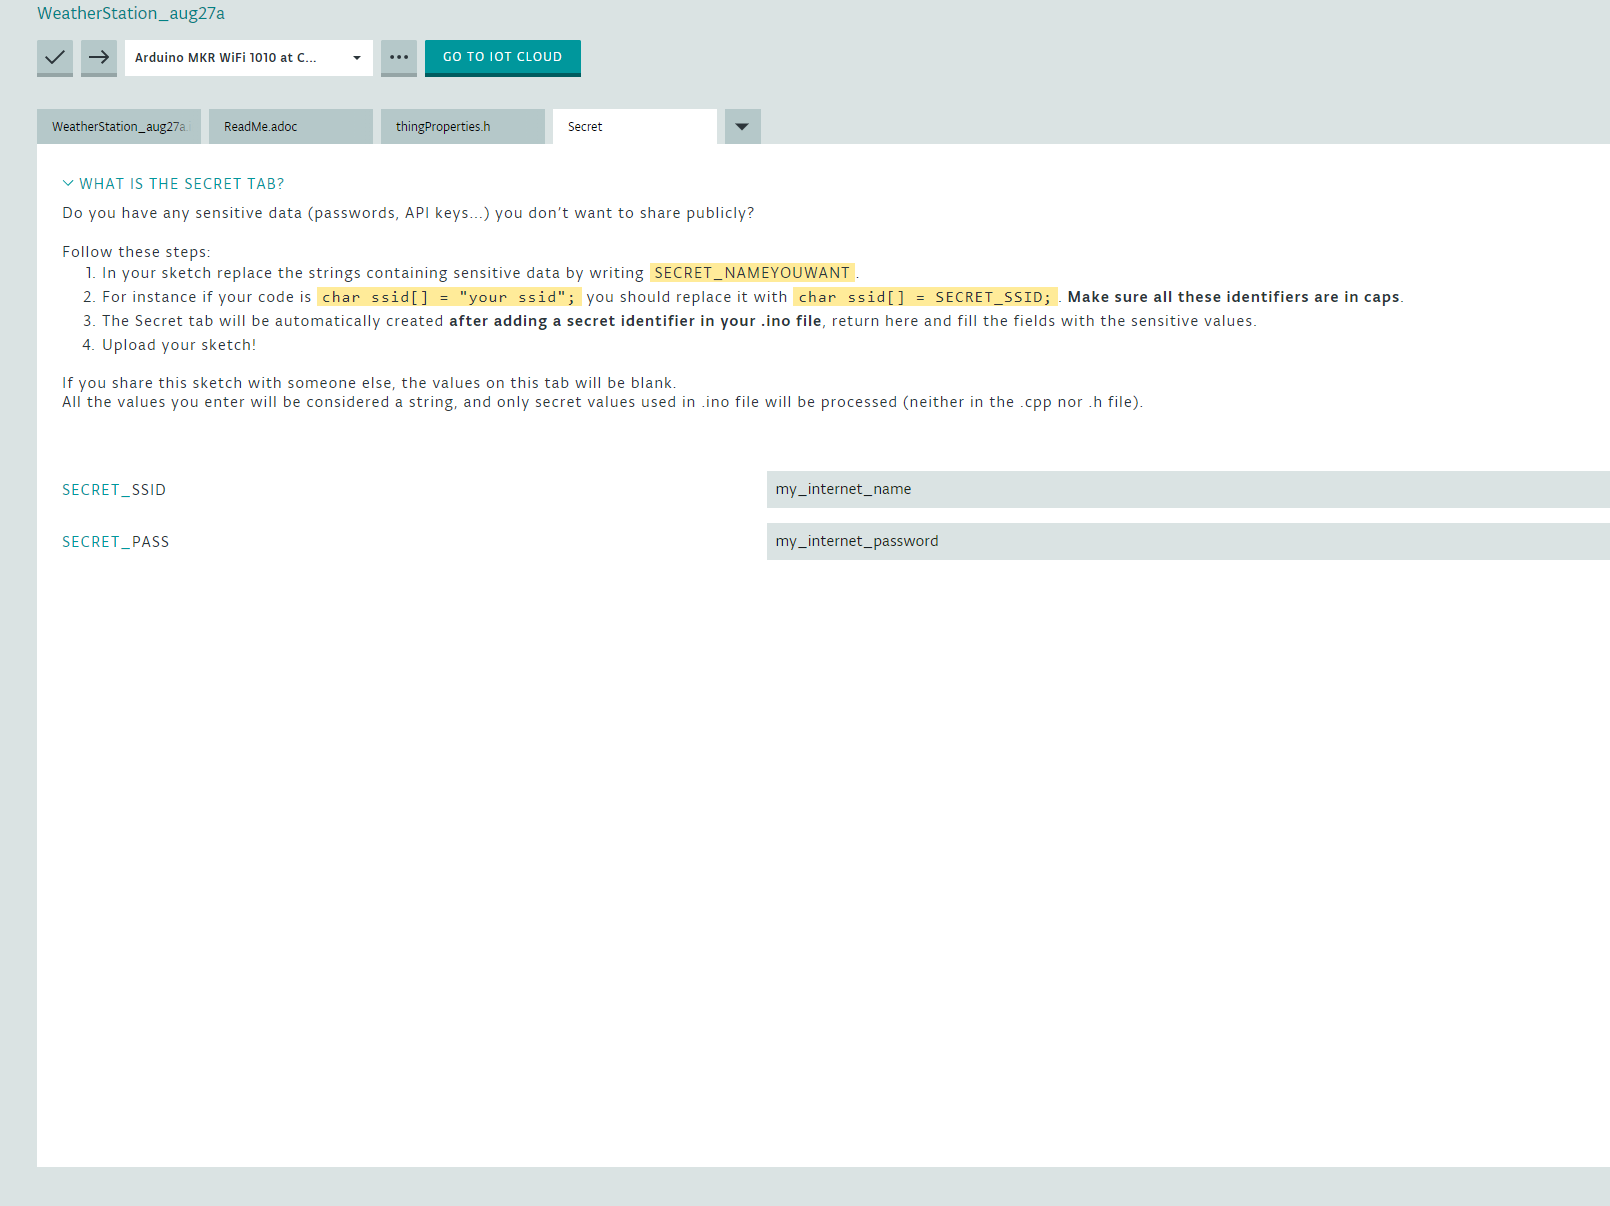 WeatherStation_aug27a
Arduino MKR WiFi 1010 at C...
GO TO IOT CLOUD
WeatherStation_aug27a.
ReadMe.adoc
thingProperties.h
Secret
WHAT IS THE SECRET TAB?
Do you have any sensitive data (passwords, API keys...) you don’t want to share publicly?
Follow these steps:
1. In your sketch replace the strings containing sensitive data by writing SECRET_NAMEYOUWANT .
2. For instance if your code is char ssid[] = "your ssid"; you should replace it with char ssid[] = SECRET_SSID; . Make sure all these identifiers are in caps.
3. The Secret tab will be automatically created after adding a secret identifier in your .ino file, return here and fill the fields with the sensitive values.
4. Upload your sketch!
If you share this sketch with someone else, the values on this tab will be blank.
All the values you enter will be considered a string, and only secret values used in .ino file will be processed (neither in the .cpp nor .h file).
SECRET_SSID my_internet_name
SECRET_PASS my_internet_password